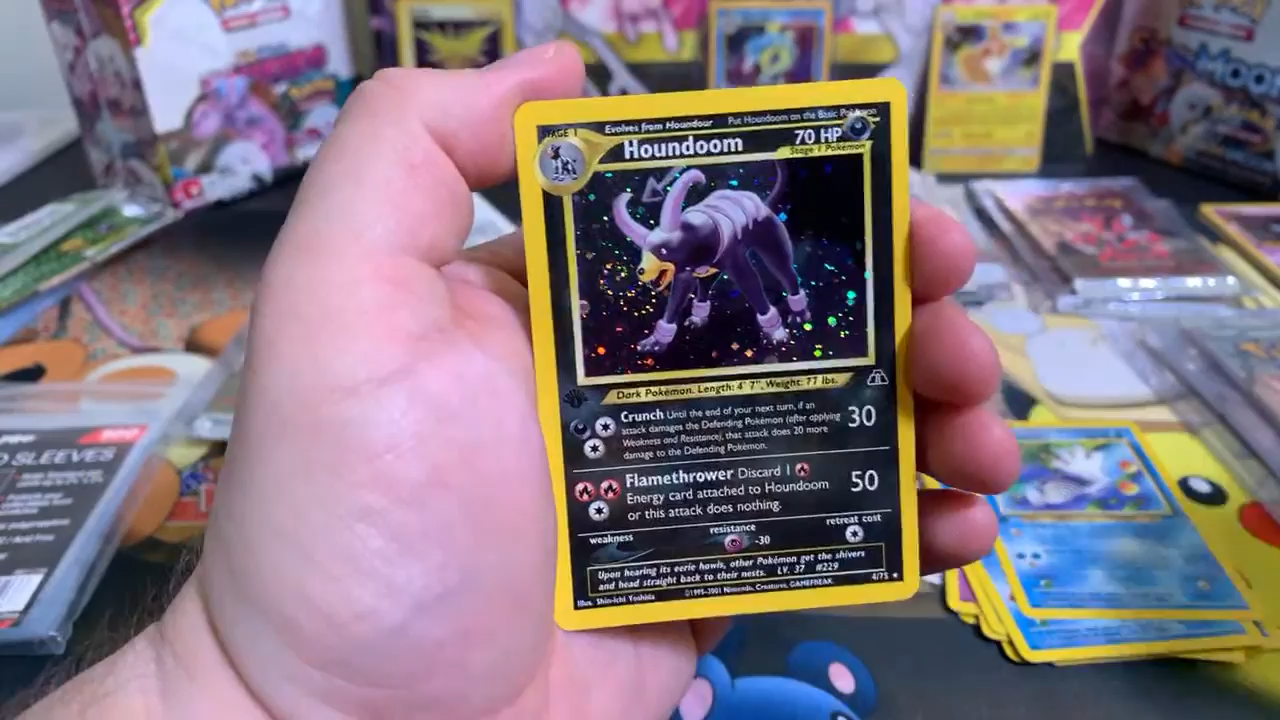 STAGE 1
Evolves from Houndour
Put Houndoom on the Basic Pokémon
Houndoom
70 HP
Stage 1 Pokémon
Dark Pokémon. Length: 4' 7", Weight: 77 lbs.
Crunch Until the end of your next turn, if an
attack damages the Defending Pokémon (after applying
Weakness and Resistance), that attack does 20 more
damage to the Defending Pokémon.
30
Flamethrower Discard 1
Energy card attached to Houndoom
or this attack does nothing.
50
weakness
resistance
retreat cost
-30
Upon hearing its eerie howls, other Pokémon get the shivers
and head straight back to their nests. LV. 37 #229
Illus. Shin-ichi Yoshida
©1995-2001 Nintendo, Creatures, GAMEFREAK.
4/75
SLEEVES